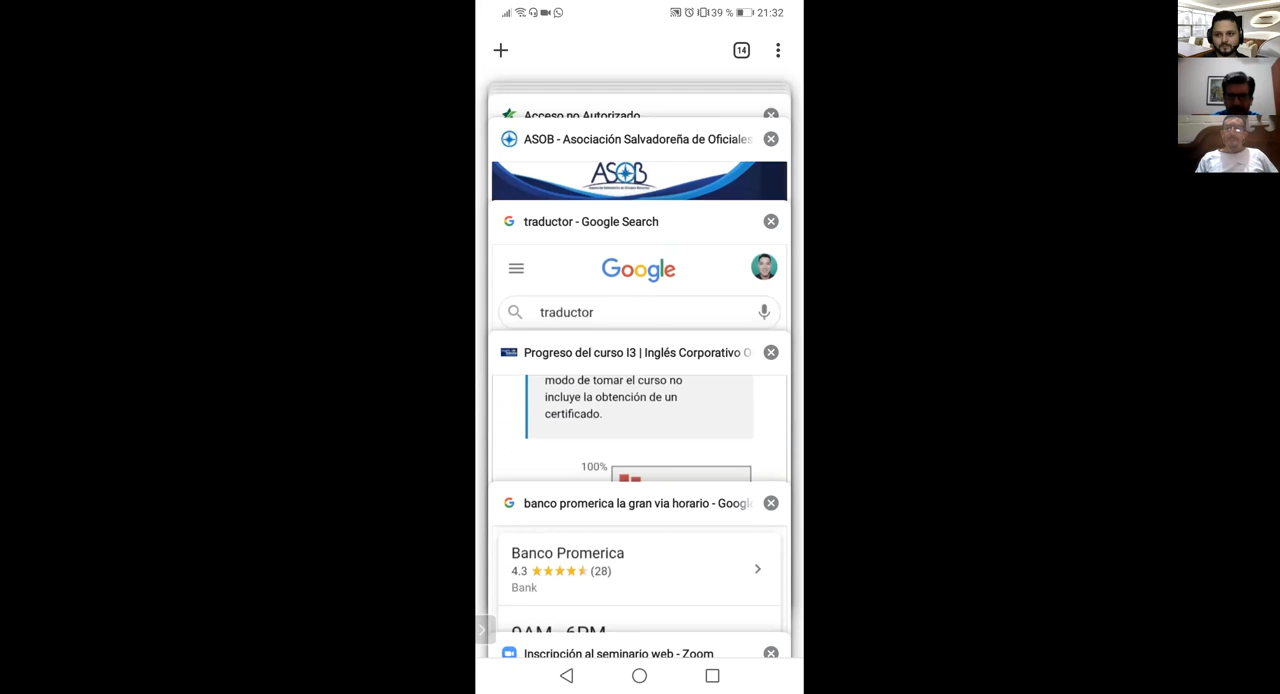 39 % 21:32
14
Acceso no Autorizado
ASOB - Asociación Salvadoreña de Oficiales
ASOB
traductor - Google Search
Google
traductor
Progreso del curso I3 | Inglés Corporativo O
modo de tomar el curso no
incluye la obtención de un
certificado.
100%
banco promerica la gran via horario - Googl
Banco Promerica
4.3 (28)
Bank
9AM–6PM
Inscripción al seminario web - Zoom